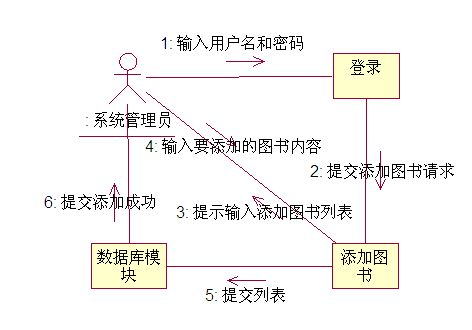 1: 输入用户名和密码
登录
: 系统管理员
4: 输入要添加的图书内容
2: 提交添加图书请求
6: 提交添加成功
3: 提示输入添加图书列表
数据库模
块
添加图
书
5: 提交列表